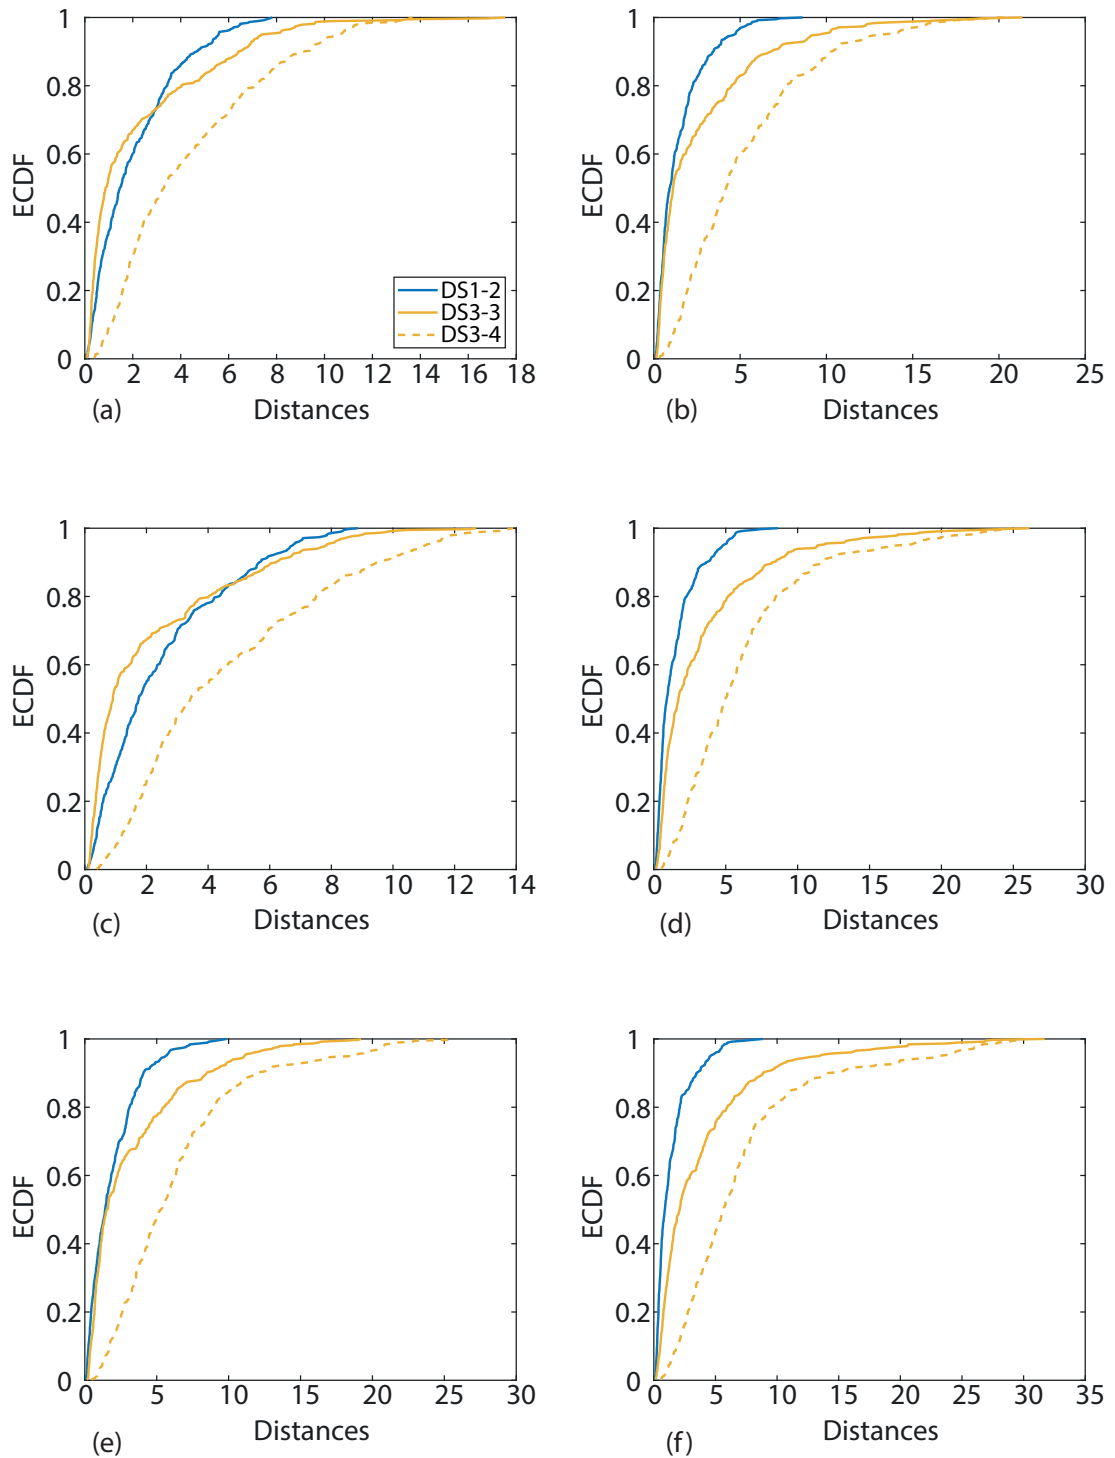 1
0.8
0.6
0.4
0.2
0
ECDF
DS1-2
DS3-3
DS3-4
0 2 4 6 8 10 12 14 16 18
(a) Distances
1
0.8
0.6
0.4
0.2
0
ECDF
0 5 10 15 20 25
(b) Distances
1
0.8
0.6
0.4
0.2
0
ECDF
0 2 4 6 8 10 12 14
(c) Distances
1
0.8
0.6
0.4
0.2
0
ECDF
0 5 10 15 20 25 30
(d) Distances
1
0.8
0.6
0.4
0.2
0
ECDF
0 5 10 15 20 25 30
(e) Distances
1
0.8
0.6
0.4
0.2
0
ECDF
0 5 10 15 20 25 30 35
(f) Distances